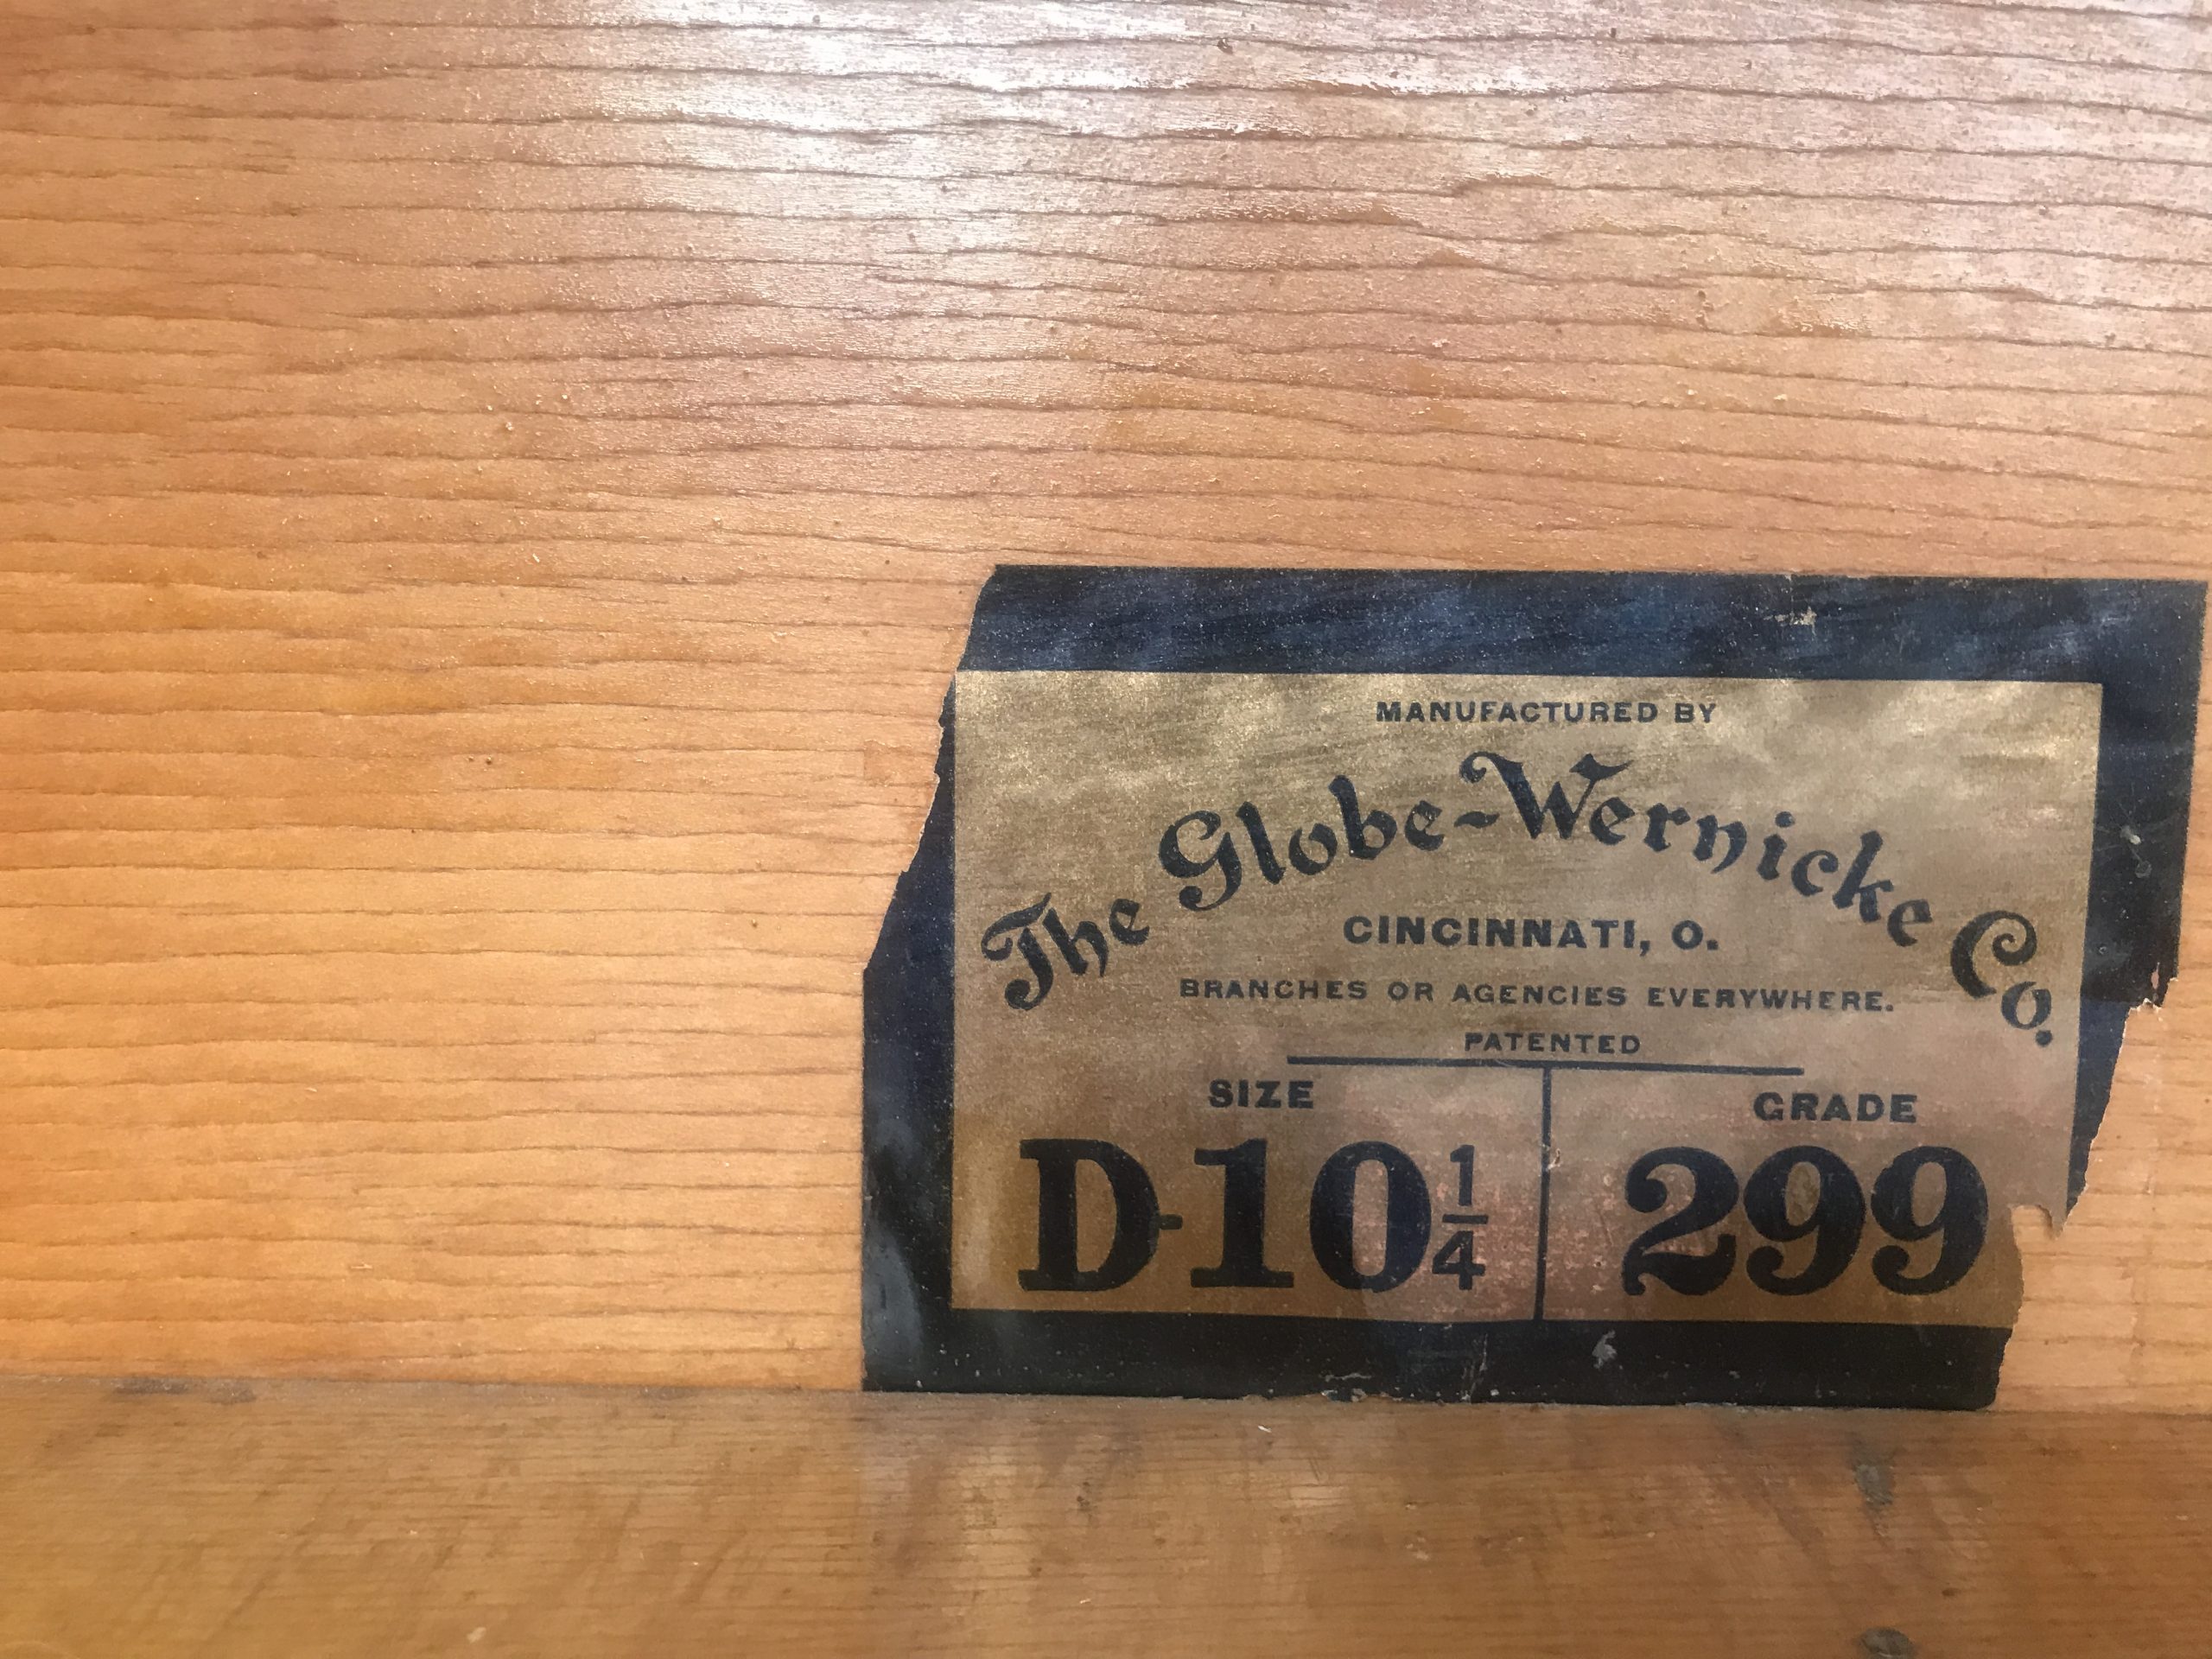 MANUFACTURED BY
The Globe-Wernicke Co.
CINCINNATI, O.
BRANCHES OR AGENCIES EVERYWHERE.
PATENTED
SIZE GRADE
D-10 1/4 299